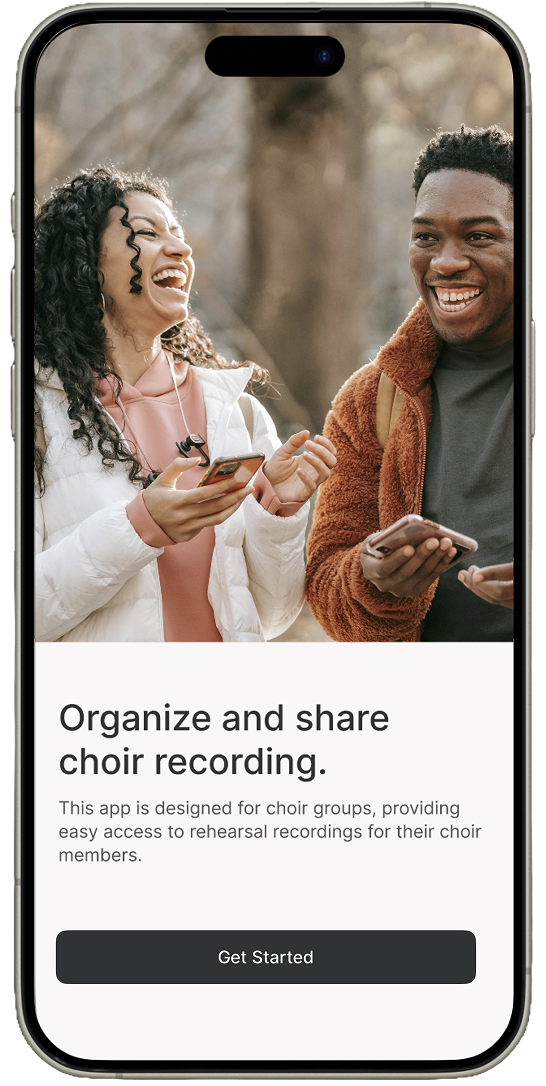 Organize and share
choir recording.
This app is designed for choir groups, providing
easy access to rehearsal recordings for their choir
members.
Get Started